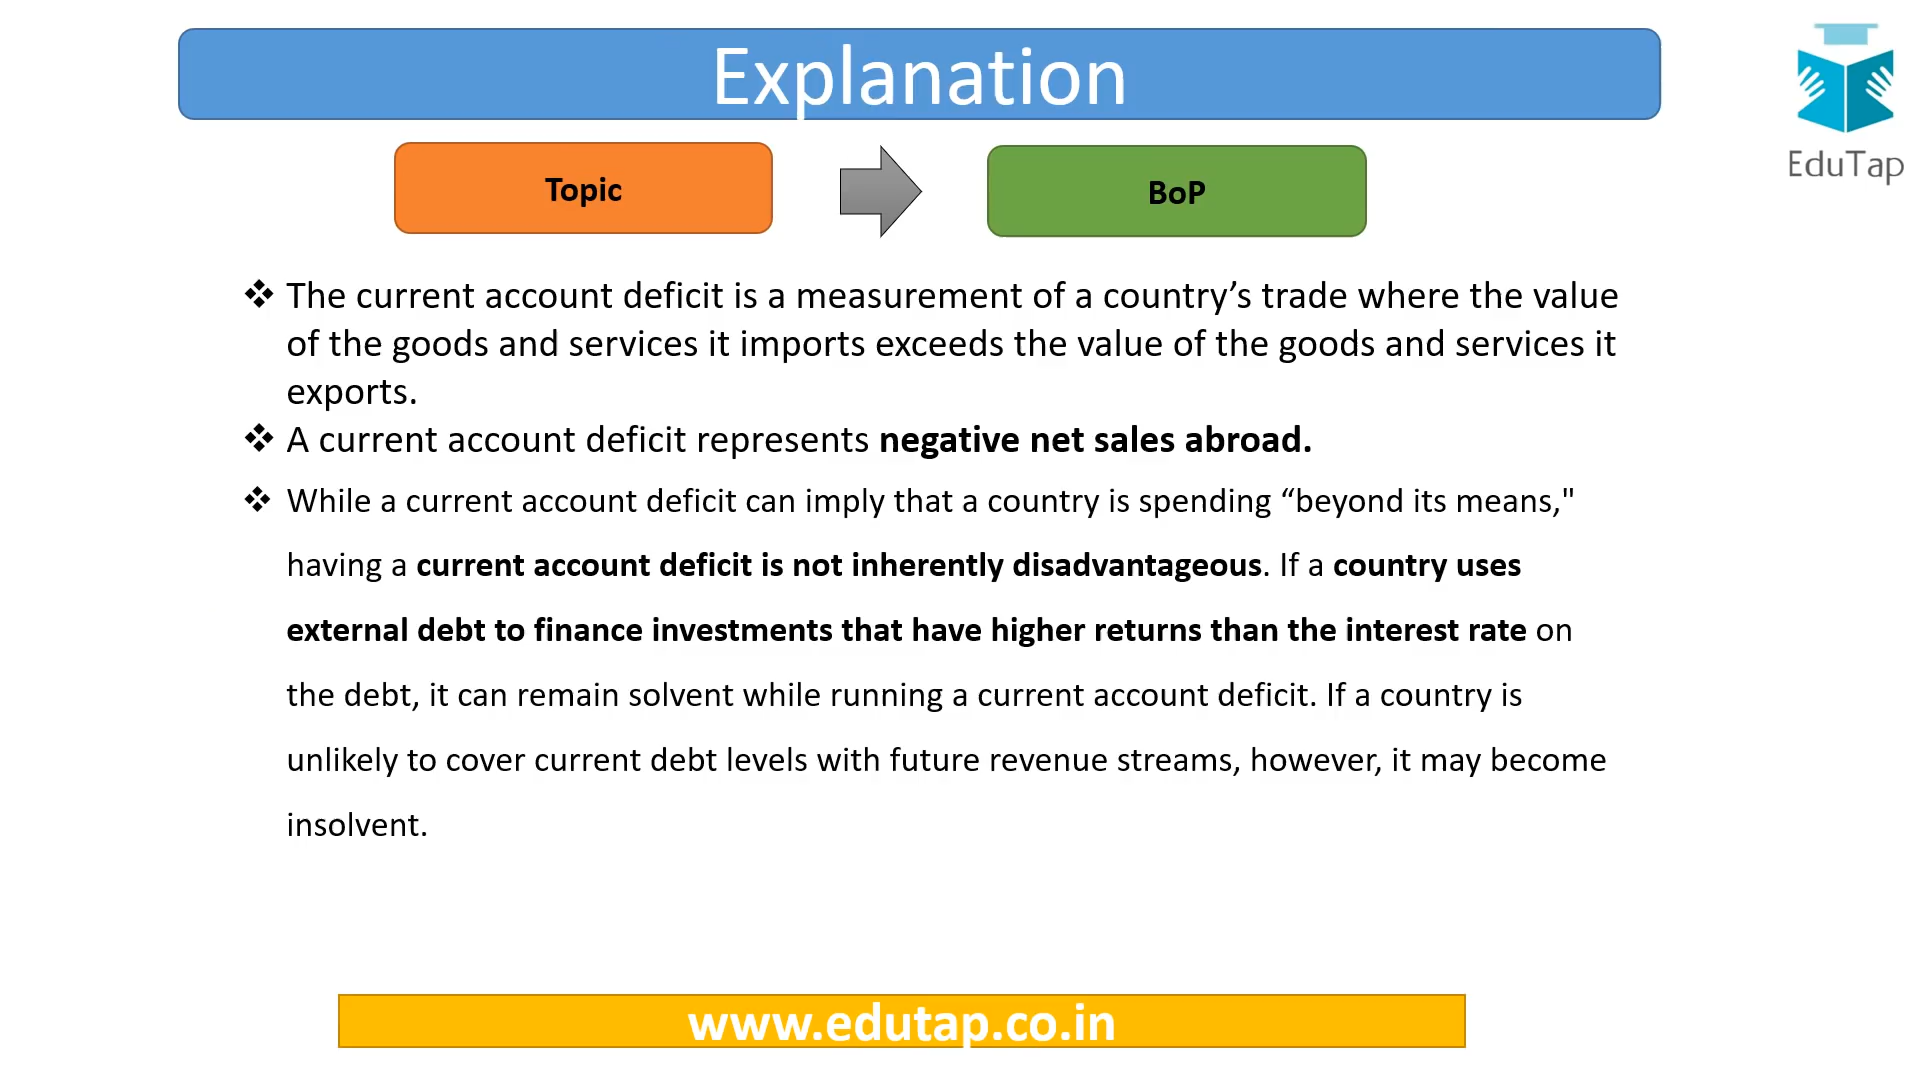 Explanation
EduTap
Topic
BoP
❖ The current account deficit is a measurement of a country’s trade where the value
of the goods and services it imports exceeds the value of the goods and services it
exports.
❖ A current account deficit represents negative net sales abroad.
❖ While a current account deficit can imply that a country is spending “beyond its means,"
having a current account deficit is not inherently disadvantageous. If a country uses
external debt to finance investments that have higher returns than the interest rate on
the debt, it can remain solvent while running a current account deficit. If a country is
unlikely to cover current debt levels with future revenue streams, however, it may become
insolvent.
www.edutap.co.in